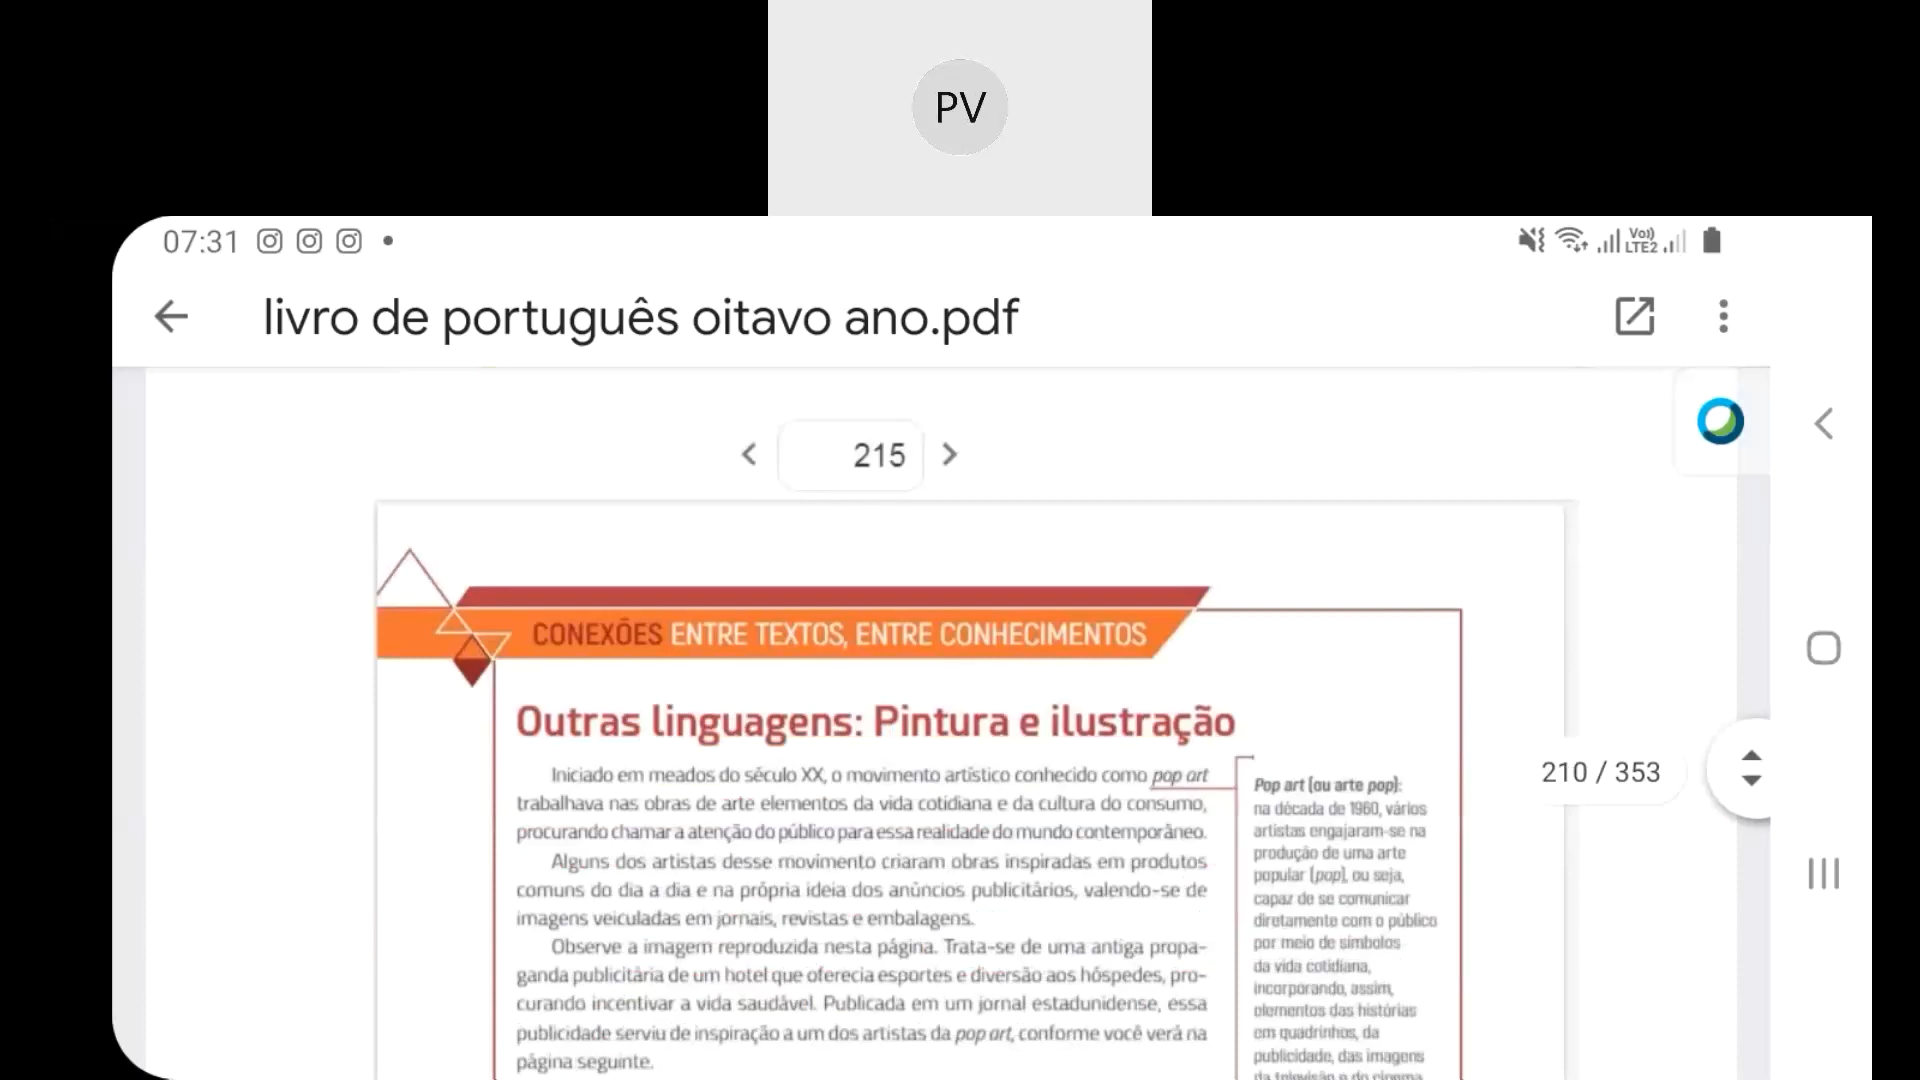 PV
07:31
Vo))
LTE2
livro de português oitavo ano.pdf
215
CONEXÕES ENTRE TEXTOS, ENTRE CONHECIMENTOS
Outras linguagens: Pintura e ilustração
Iniciado em meados do século XX, o movimento artístico conhecido como pop art
trabalhava nas obras de arte elementos da vida cotidiana e da cultura do consumo,
procurando chamar a atenção do público para essa realidade do mundo contemporâneo.
Alguns dos artistas desse movimento criaram obras inspiradas em produtos
comuns do dia a dia e na própria ideia dos anúncios publicitários, valendo-se de
imagens veiculadas em jornais, revistas e embalagens.
Observe a imagem reproduzida nesta página. Trata-se de uma antiga propa-
ganda publicitária de um hotel que oferecia esportes e diversão aos hóspedes, pro-
curando incentivar a vida saudável. Publicada em um jornal estadunidense, essa
publicidade serviu de inspiração a um dos artistas da pop art, conforme você verá na
página seguinte.
Pop art (ou arte pop):
na década de 1960, vários
artistas engajaram-se na
produção de uma arte
popular (pop), ou seja,
capaz de se comunicar
diretamente com o público
por meio de símbolos
da vida cotidiana,
incorporando, assim,
elementos das histórias
em quadrinhos, da
publicidade, das imagens
da televisão e do cinema
210 / 353